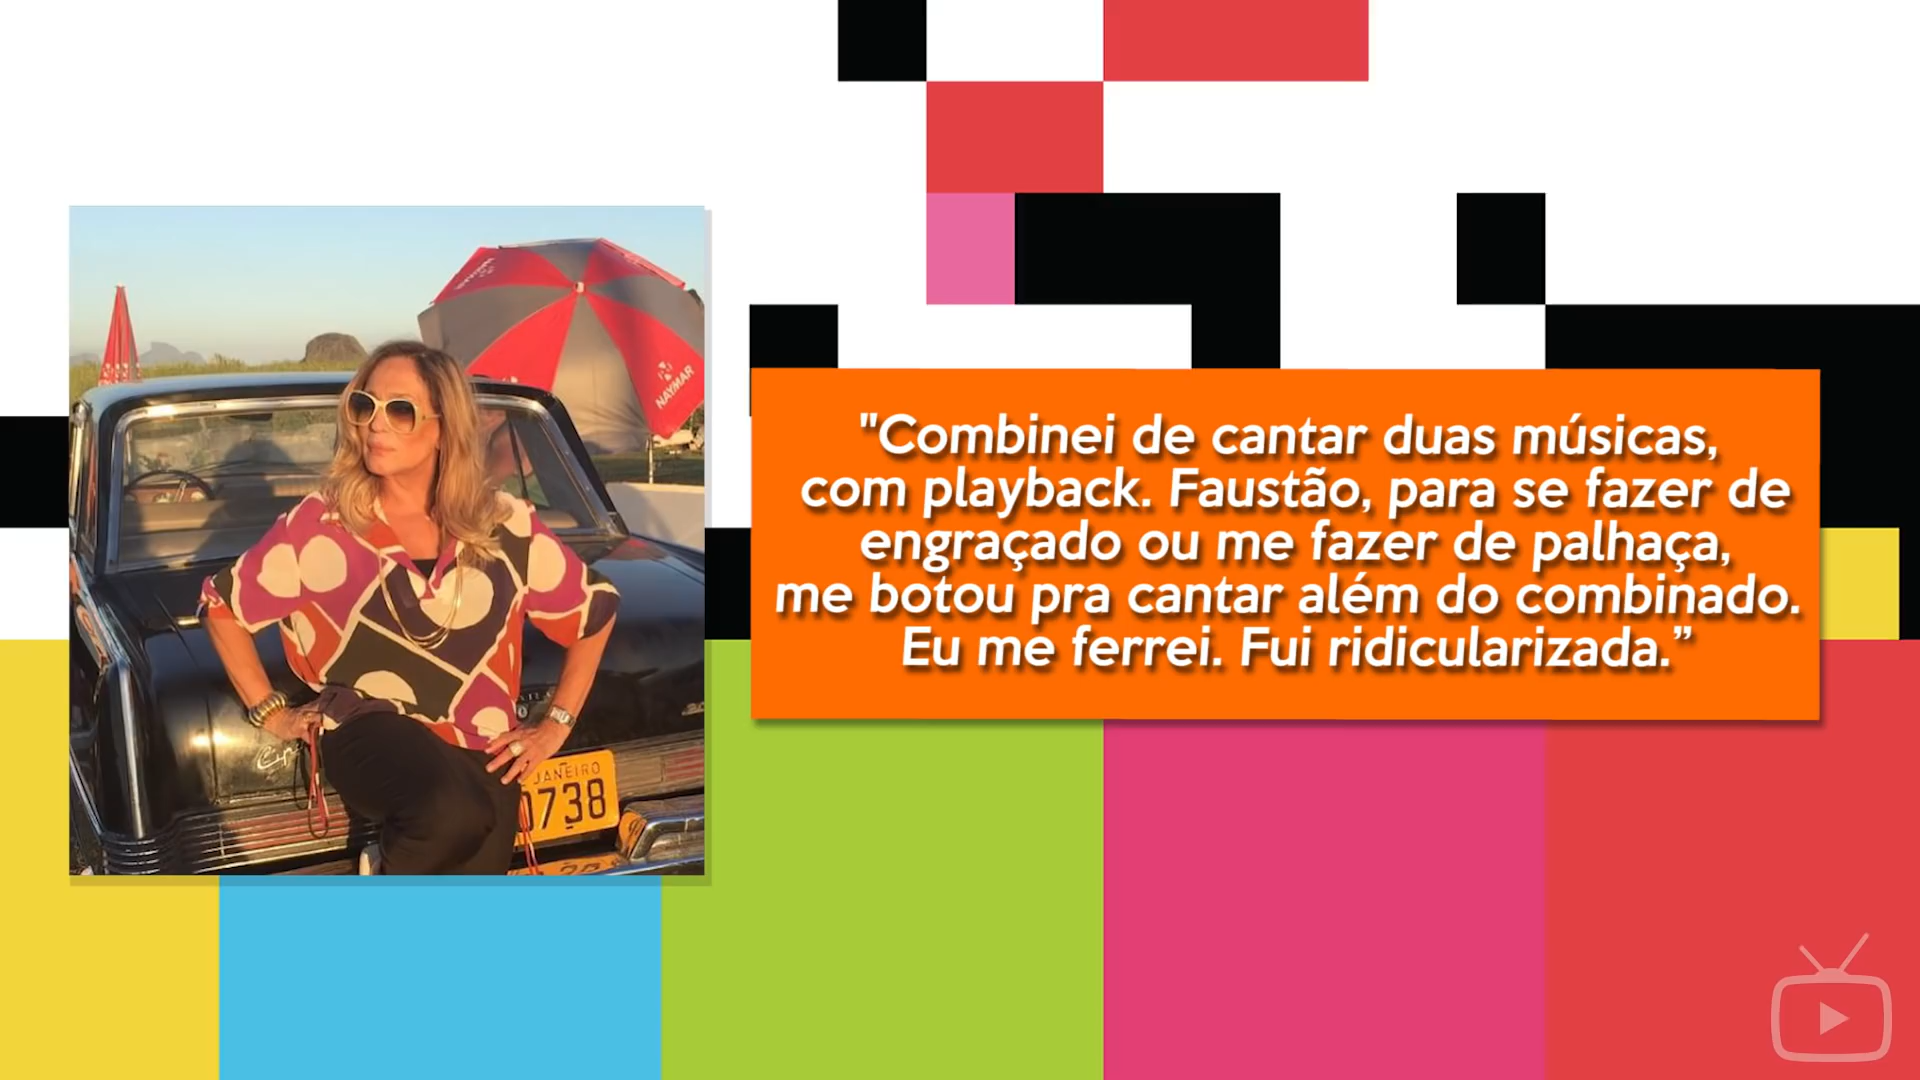 "Combinei de cantar duas músicas,
com playback. Faustão, para se fazer de
engraçado ou me fazer de palhaça,
me botou pra cantar além do combinado.
Eu me ferrei. Fui ridicularizada.”
NAYMAR
JANEIRO
0738